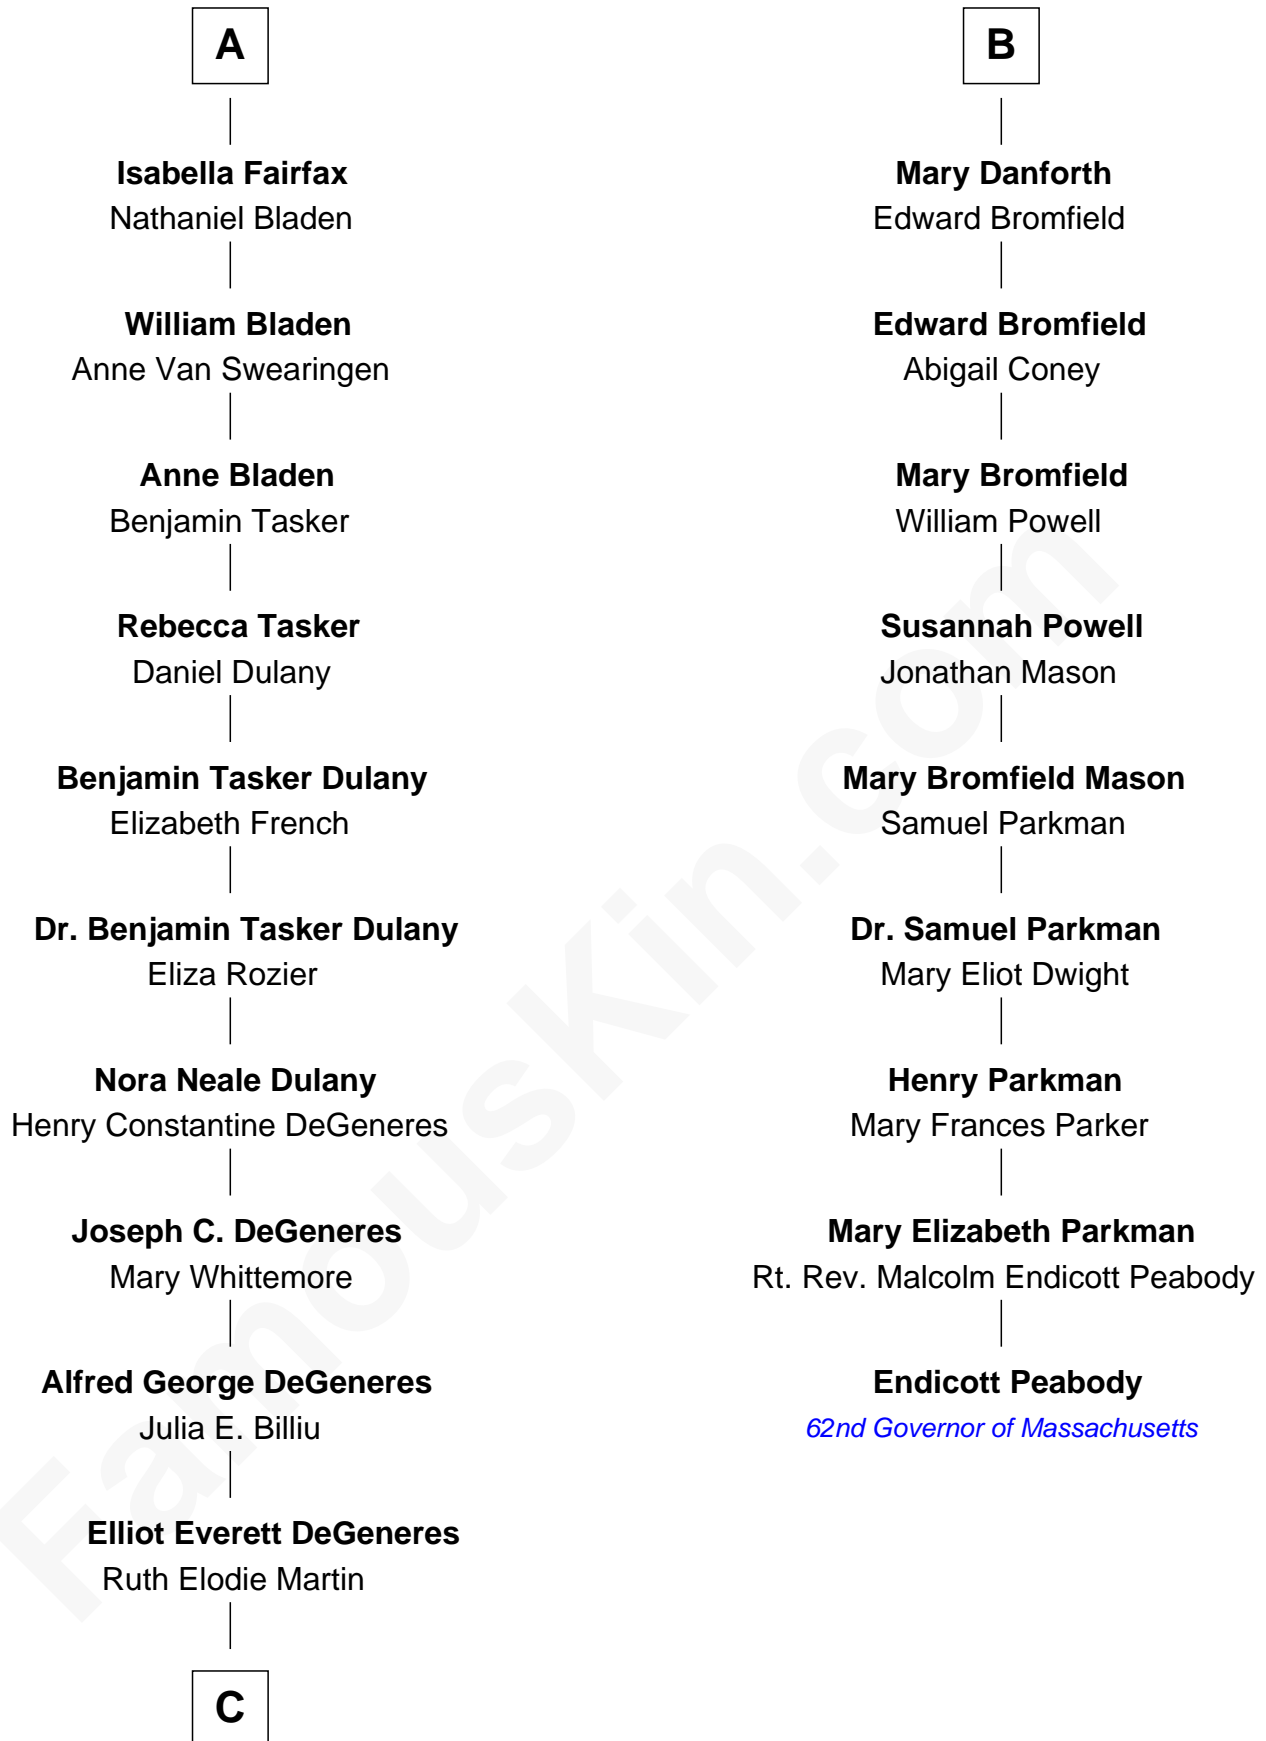 A
Isabella Fairfax
Nathaniel Bladen
William Bladen
Anne Van Swearingen
Anne Bladen
Benjamin Tasker
Rebecca Tasker
Daniel Dulany
Benjamin Tasker Dulany
Elizabeth French
Dr. Benjamin Tasker Dulany
Eliza Rozier
Nora Neale Dulany
Henry Constantine DeGeneres
Joseph C. DeGeneres
Mary Whittemore
Alfred George DeGeneres
Julia E. Billiu
Elliot Everett DeGeneres
Ruth Elodie Martin
C
B
Mary Danforth
Edward Bromfield
Edward Bromfield
Abigail Coney
Mary Bromfield
William Powell
Susannah Powell
Jonathan Mason
Mary Bromfield Mason
Samuel Parkman
Dr. Samuel Parkman
Mary Eliot Dwight
Henry Parkman
Mary Frances Parker
Mary Elizabeth Parkman
Rt. Rev. Malcolm Endicott Peabody
Endicott Peabody
62nd Governor of Massachusetts
FamousKin.com